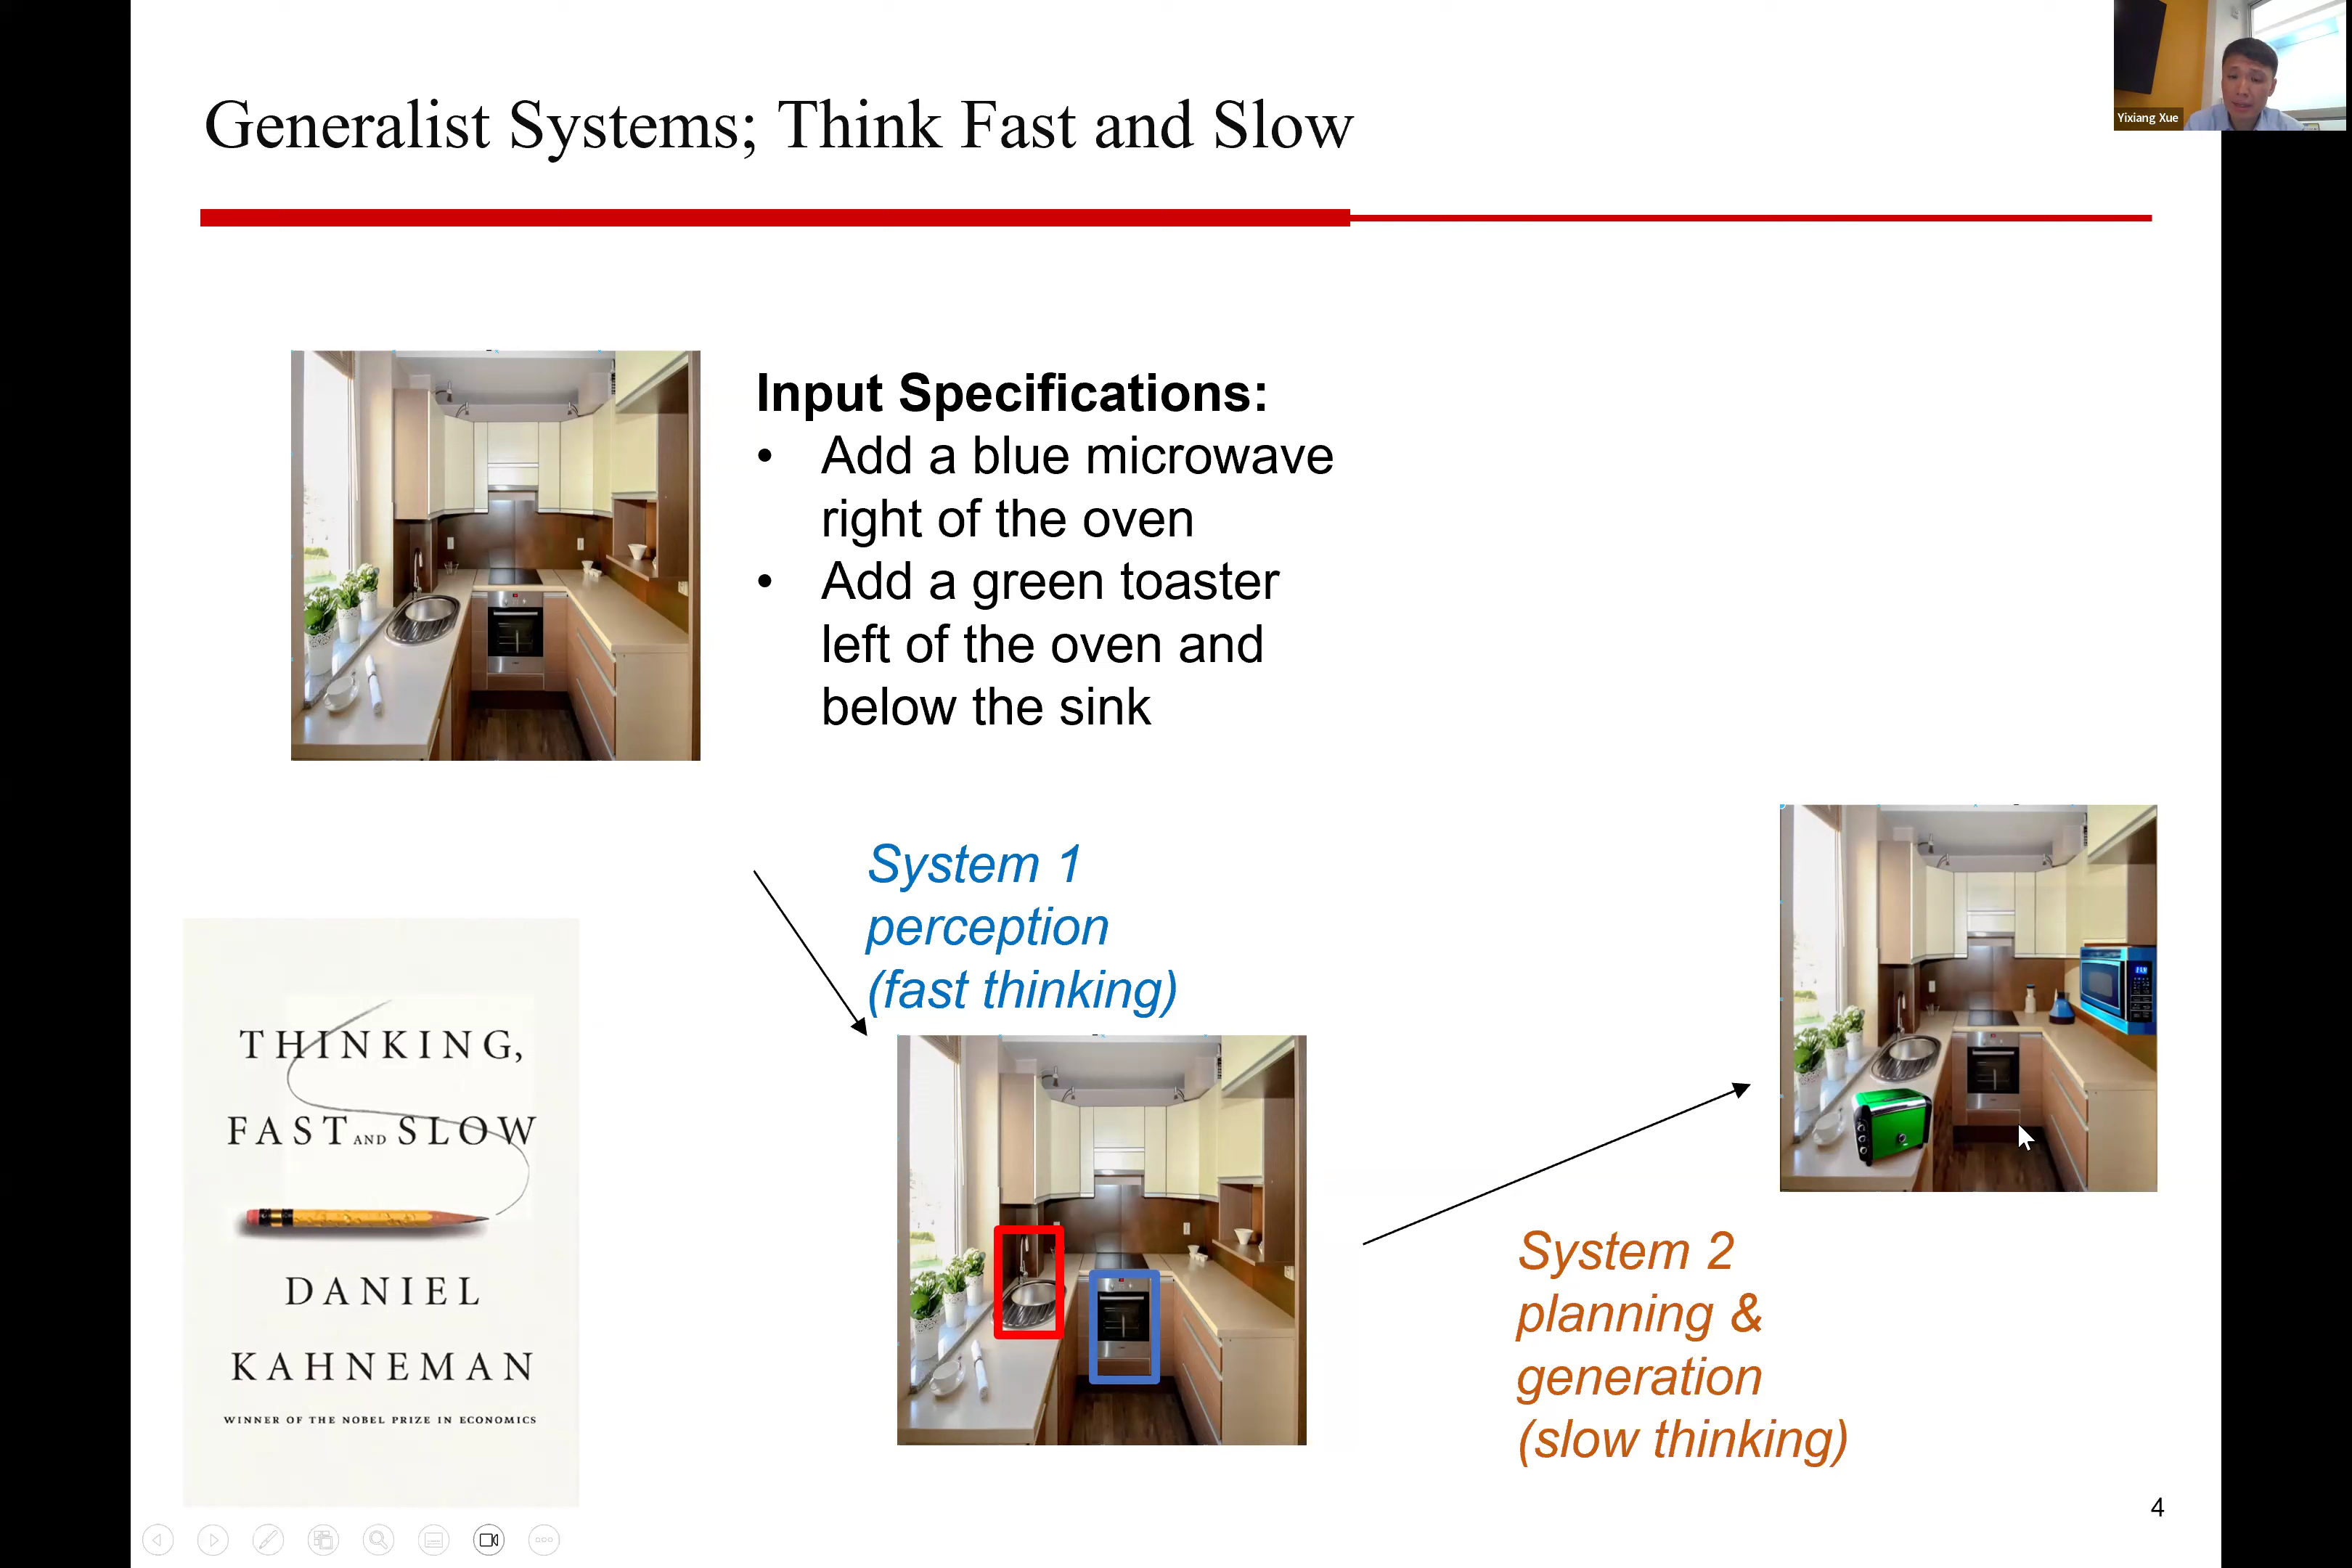 Yixiang Xue
Generalist Systems; Think Fast and Slow
Input Specifications:
• Add a blue microwave
right of the oven
• Add a green toaster
left of the oven and
below the sink
System 1
perception
(fast thinking)
THINKING,
FAST AND SLOW
DANIEL
KAHNEMAN
WINNER OF THE NOBEL PRIZE IN ECONOMICS
System 2
planning &
generation
(slow thinking)
4